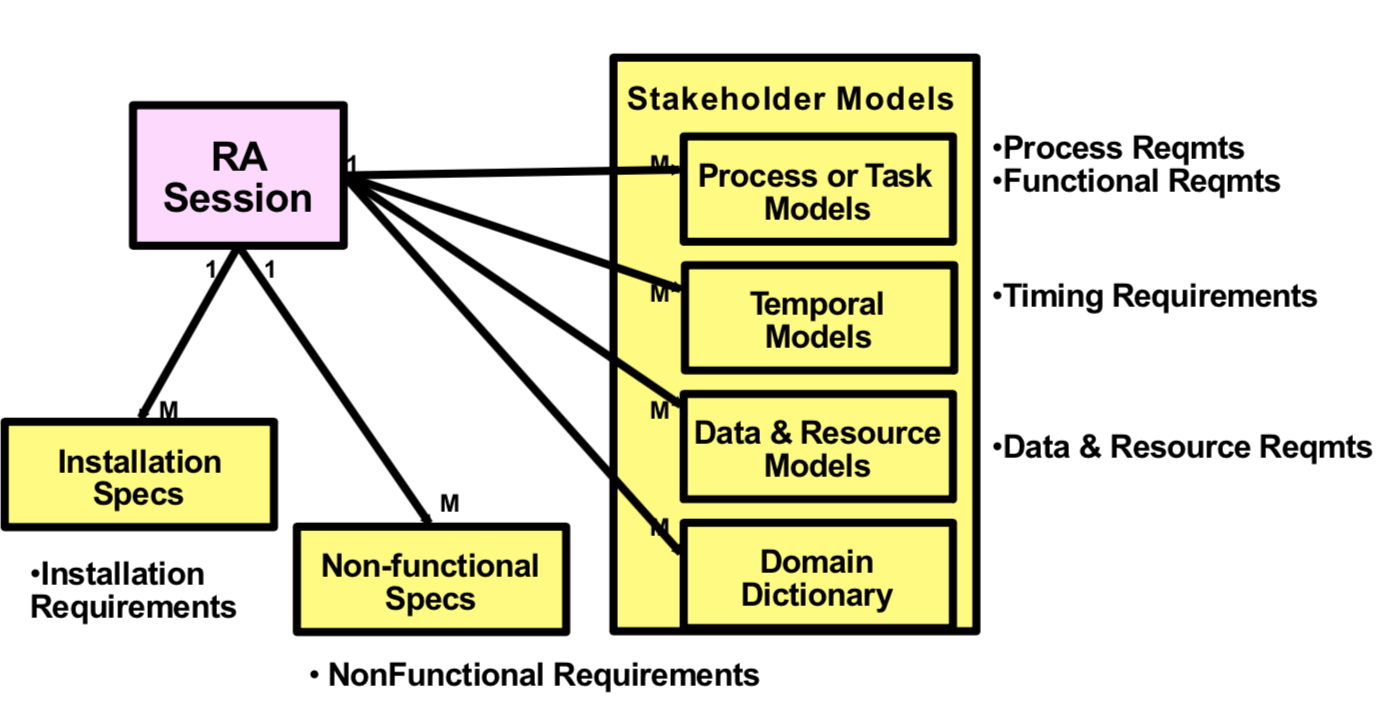 Stakeholder Models
RA
Session
1
M
Process or Task
Models
•Process Reqmts
•Functional Reqmts
1
1
M
Temporal
Models
•Timing Requirements
M
M
Data & Resource
Models
•Data & Resource Reqmts
Installation
Specs
M
M
Domain
Dictionary
Non-functional
Specs
•Installation
Requirements
• NonFunctional Requirements